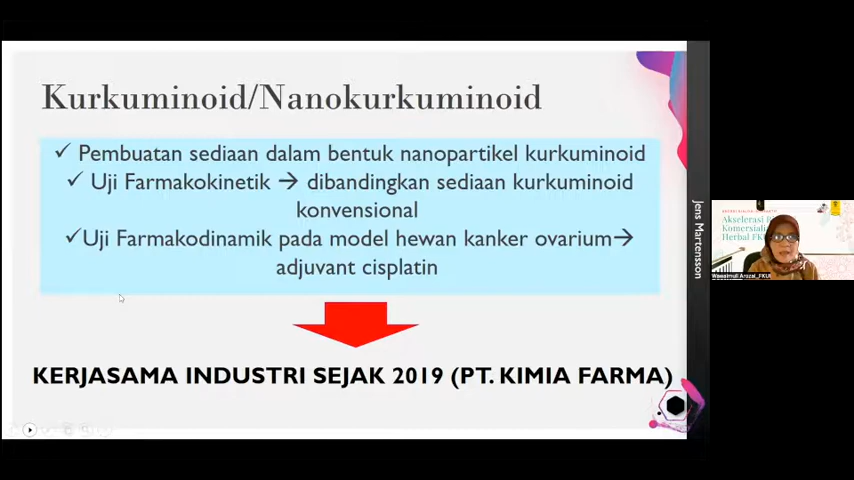 Kurkuminoid/Nanokurkuminoid
✓ Pembuatan sediaan dalam bentuk nanopartikel kurkuminoid
✓ Uji Farmakokinetik → dibandingkan sediaan kurkuminoid
konvensional
✓Uji Farmakodinamik pada model hewan kanker ovarium→
adjuvant cisplatin
KERJASAMA INDUSTRI SEJAK 2019 (PT. KIMIA FARMA)
Jens Martensson
Akselerasi
Komersial
Herbal FK